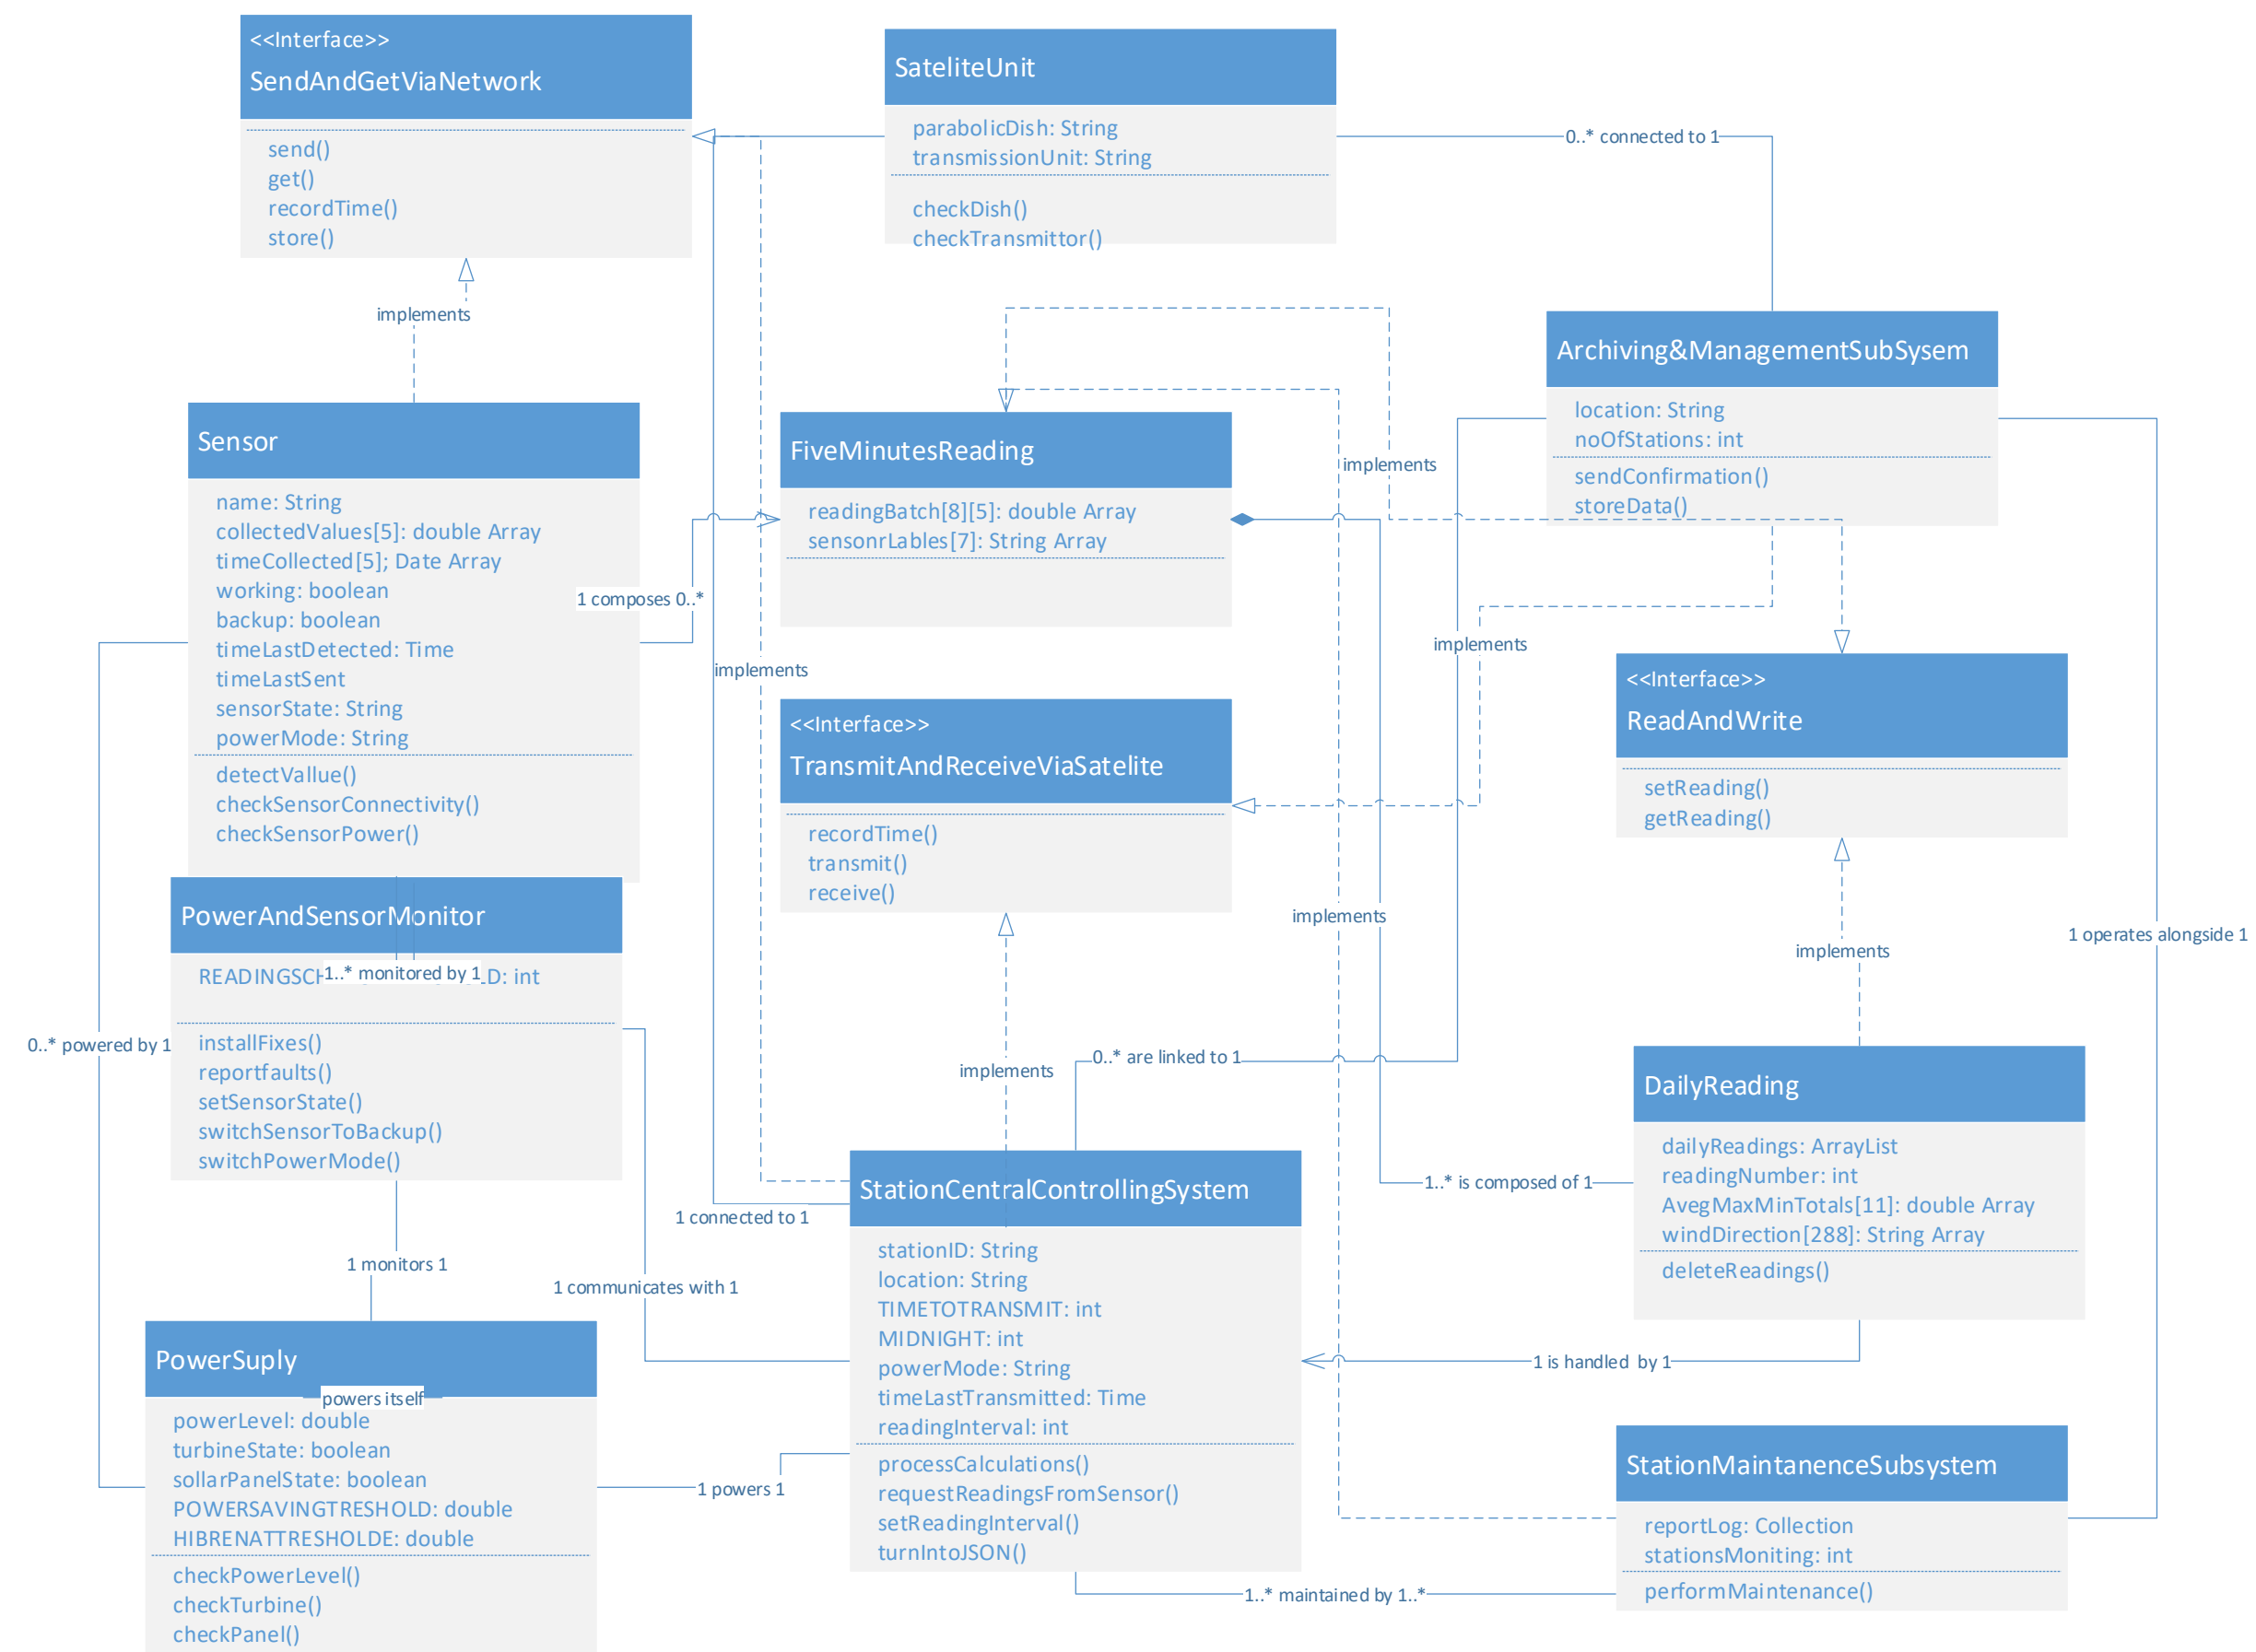 <<Interface>>
SendAndGetViaNetwork
send()
get()
recordTime()
store()
SateliteUnit
parabolicDish: String
transmissionUnit: String
checkDish()
checkTransmittor()
0..* connected to 1
implements
Archiving&ManagementSubSysem
location: String
noOfStations: int
sendConfirmation()
storeData()
Sensor
name: String
collectedValues[5]: double Array
timeCollected[5]; Date Array
working: boolean
backup: boolean
timeLastDetected: Time
timeLastSent
sensorState: String
powerMode: String
detectVallue()
checkSensorConnectivity()
checkSensorPower()
FiveMinutesReading
readingBatch[8][5]: double Array
sensonrLables[7]: String Array
implements
1 composes 0..*
implements
implements
<<Interface>>
TransmitAndReceiveViaSatelite
recordTime()
transmit()
receive()
<<Interface>>
ReadAndWrite
setReading()
getReading()
PowerAndSensorMonitor
1..* monitored by 1
: int
installFixes()
reportfaults()
setSensorState()
switchSensorToBackup()
switchPowerMode()
implements
implements
1 operates alongside 1
0..* powered by 1
0..* are linked to 1
implements
DailyReading
dailyReadings: ArrayList
readingNumber: int
AvegMaxMinTotals[11]: double Array
windDirection[288]: String Array
deleteReadings()
1..* is composed of 1
StationCentralControllingSystem
stationID: String
location: String
TIMETOTRANSMIT: int
MIDNIGHT: int
powerMode: String
timeLastTransmitted: Time
readingInterval: int
processCalculations()
requestReadingsFromSensor()
setReadingInterval()
turnIntoJSON()
1 connected to 1
1 monitors 1
1 communicates with 1
1 is handled by 1
PowerSuply
powers itself
powerLevel: double
turbineState: boolean
sollarPanelState: boolean
POWERSAVINGTRESHOLD: double
HIBRENATTRESHOLDE: double
checkPowerLevel()
checkTurbine()
checkPanel()
1 powers 1
StationMaintanenceSubsystem
reportLog: Collection
stationsMoniting: int
performMaintenance()
1..* maintained by 1..*